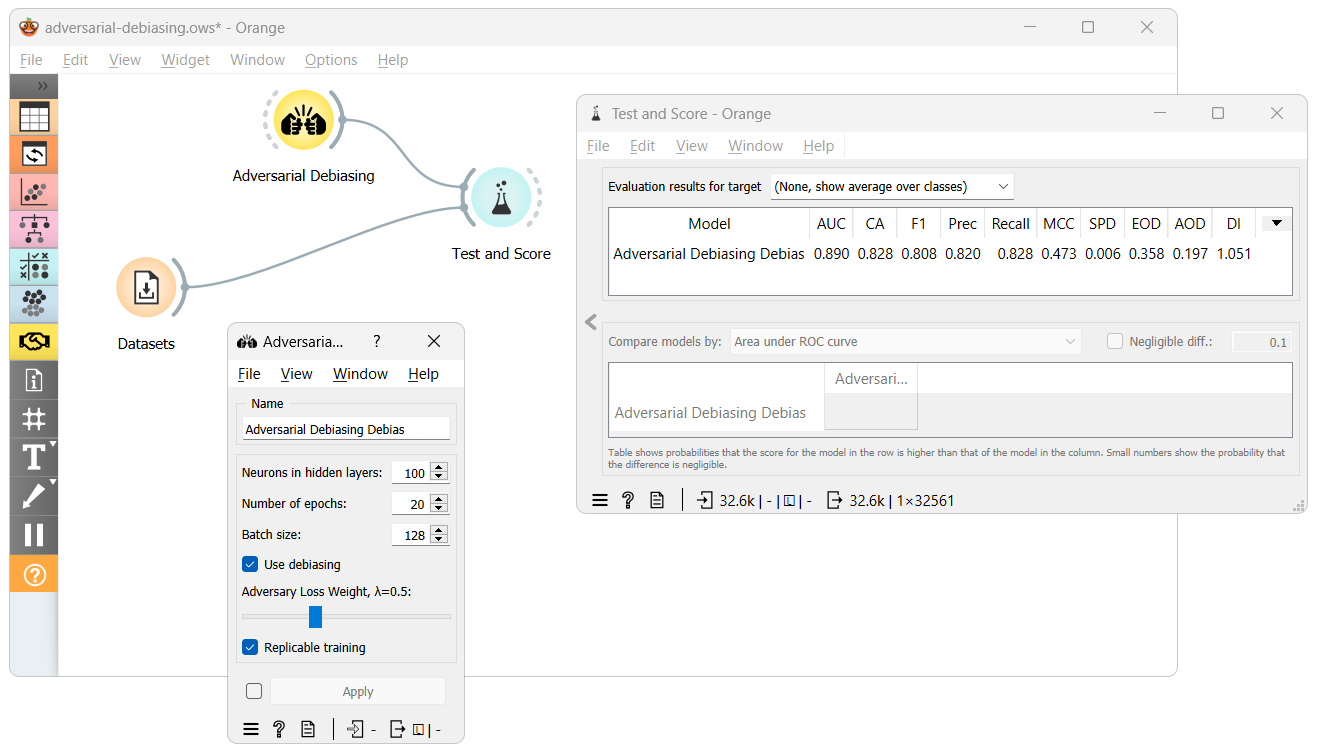 adversarial-debiasing.ows* - Orange
File Edit View Widget Window Options Help
Adversarial Debiasing
Test and Score
Datasets
Test and Score - Orange
File Edit View Window Help
Evaluation results for target (None, show average over classes)
Model AUC CA F1 Prec Recall MCC SPD EOD AOD DI
Adversarial Debiasing Debias 0.890 0.828 0.808 0.820 0.828 0.473 0.006 0.358 0.197 1.051
Compare models by: Area under ROC curve Negligible diff.: 0.1
Adversari...
Adversarial Debiasing Debias
Table shows probabilities that the score for the model in the row is higher than that of the model in the column. Small numbers show the probability that
the difference is negligible.
32.6k | - | L | - 32.6k | 1×32561
Adversaria... ?
File View Window Help
Name
Adversarial Debiasing Debias
Neurons in hidden layers: 100
Number of epochs: 20
Batch size: 128
Use debiasing
Adversary Loss Weight, λ=0.5:
Replicable training
Apply
? - L | -